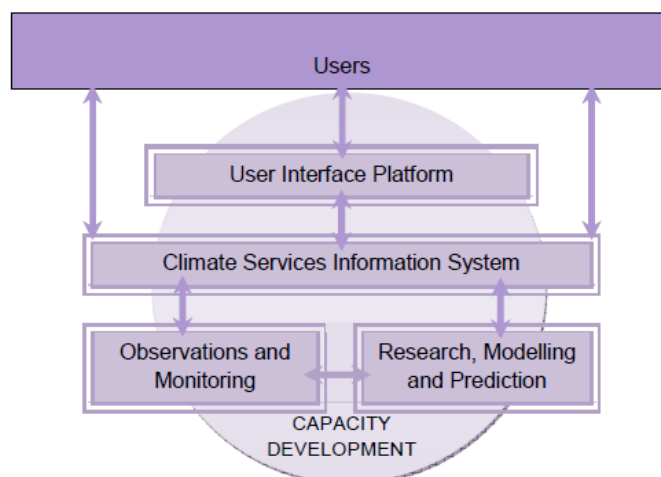 Users
User Interface Platform
Climate Services Information System
Observations and
Monitoring
Research, Modelling
and Prediction
CAPACITY
DEVELOPMENT